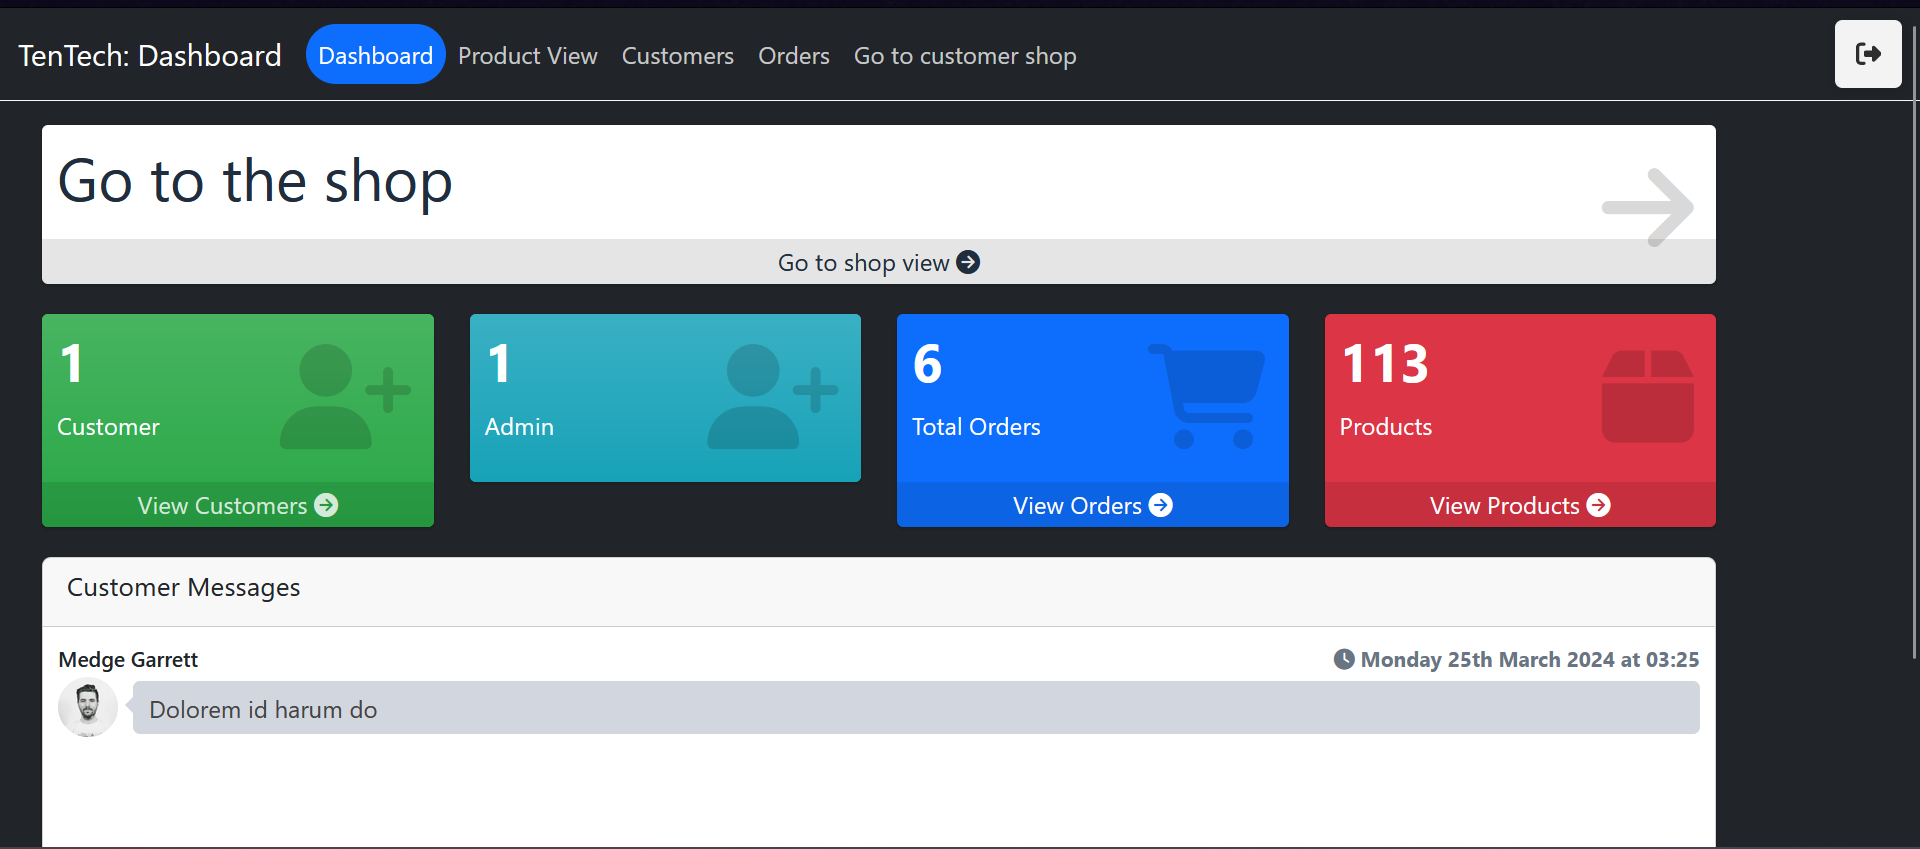 TenTech: Dashboard
Dashboard
Product View
Customers
Orders
Go to customer shop
Go to the shop
Go to shop view
1
Customer
View Customers
1
Admin
6
Total Orders
View Orders
113
Products
View Products
Customer Messages
Medge Garrett
Monday 25th March 2024 at 03:25
Dolorem id harum do